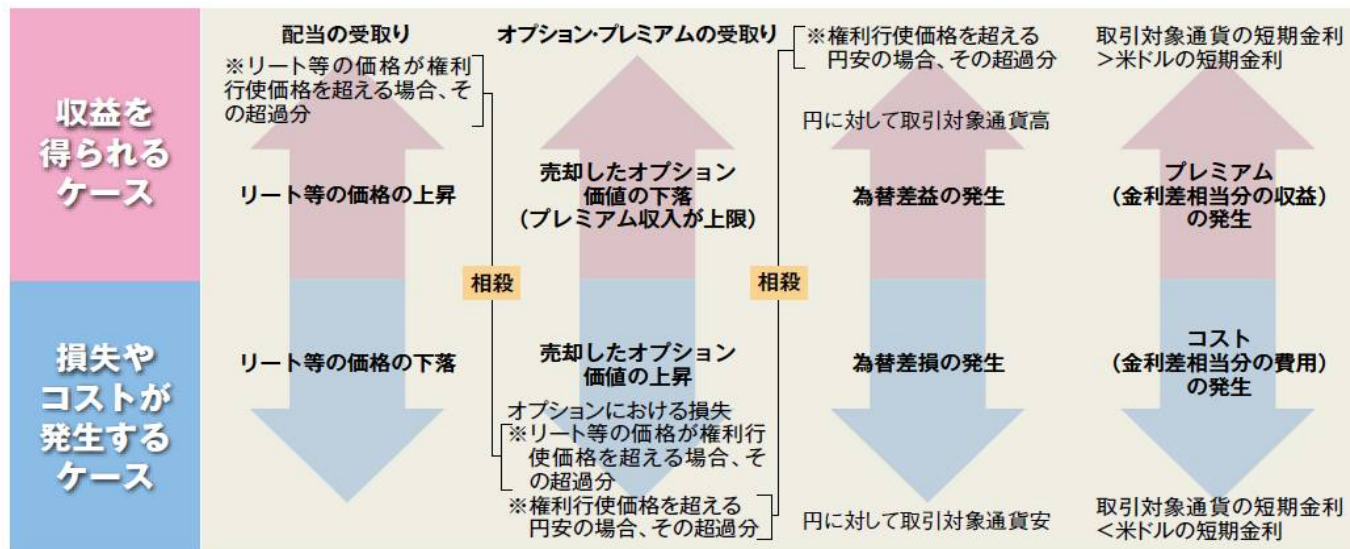 収益を
得られる
ケース
配当の受取り
※リート等の価格が権利
行使価格を超える場合、そ
の超過分
リート等の価格の上昇
オプション・プレミアムの受取り
売却したオプション
価値の下落
(プレミアム収入が上限)
※権利行使価格を超える
円安の場合、その超過分
円に対して取引対象通貨高
為替差益の発生
取引対象通貨の短期金利
>米ドルの短期金利
プレミアム
(金利差相当分の収益)
の発生
相殺
相殺
損失や
コストが
発生する
ケース
リート等の価格の下落
売却したオプション
価値の上昇
オプションにおける損失
※リート等の価格が権利行
使価格を超える場合、そ
の超過分
※権利行使価格を超える
円安の場合、その超過分
為替差損の発生
円に対して取引対象通貨安
コスト
(金利差相当分の費用)
の発生
取引対象通貨の短期金利
<米ドルの短期金利